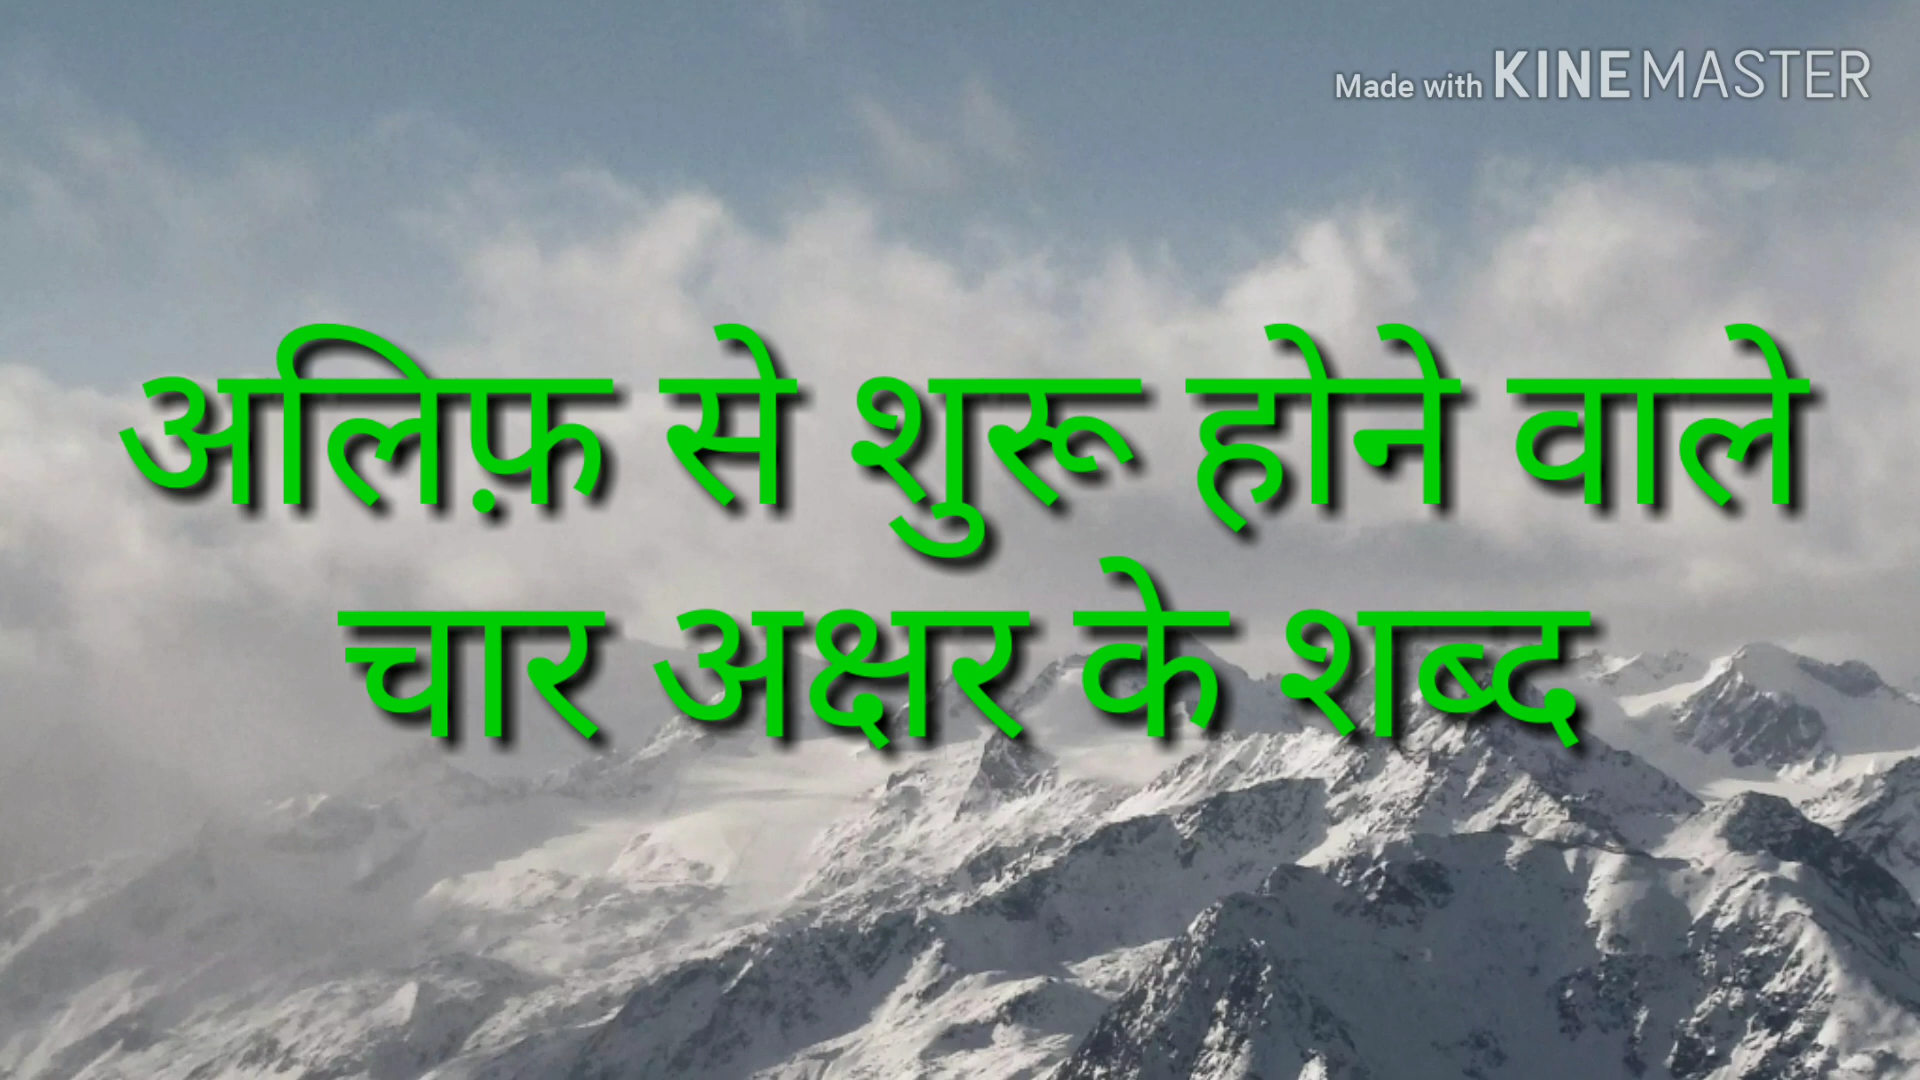 Made with KINEMASTER
अलिफ़ से शुरू होने वाले
चार अक्षर के शब्द